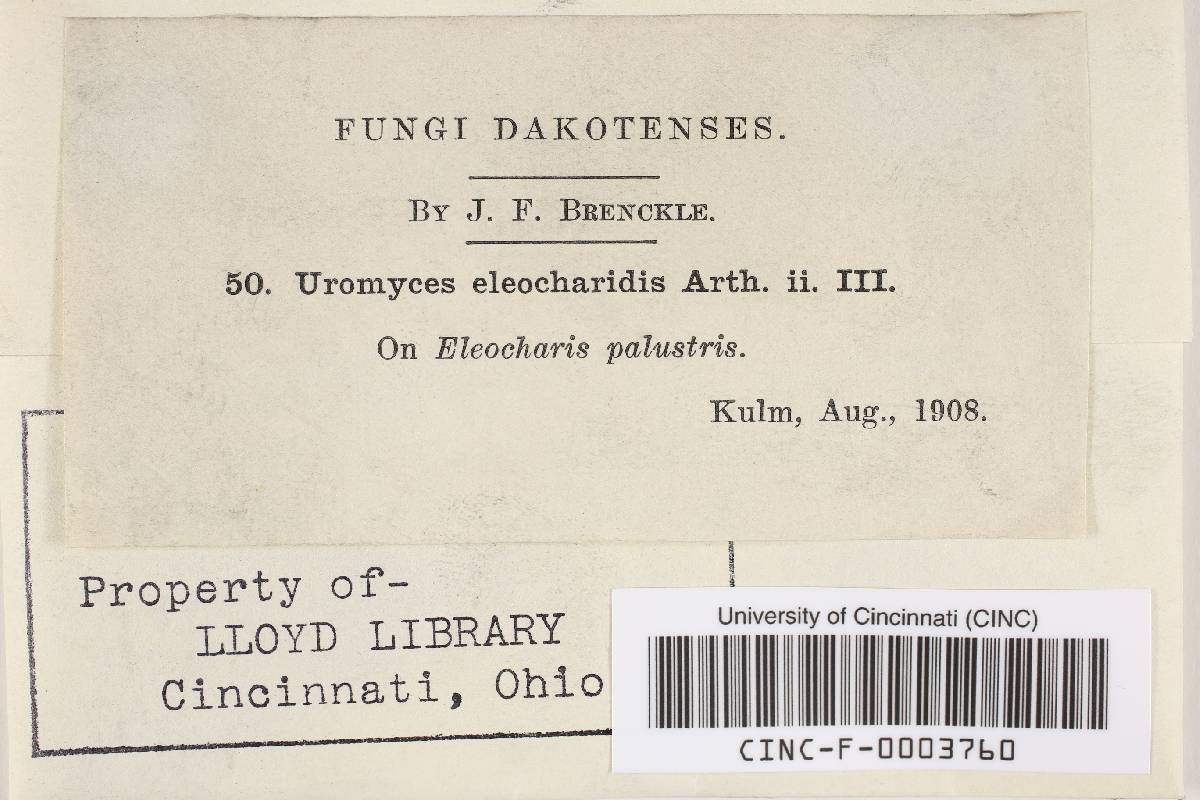 FUNGI DAKOTENSES.
By J. F. Brenckle.
50. Uromyces eleocharidis Arth. ii. III.
On Eleocharis palustris.
Kulm, Aug., 1908.
Property of-
LLOYD LIBRARY
Cincinnati, Ohio
University of Cincinnati (CINC)
CINC-F-0003760